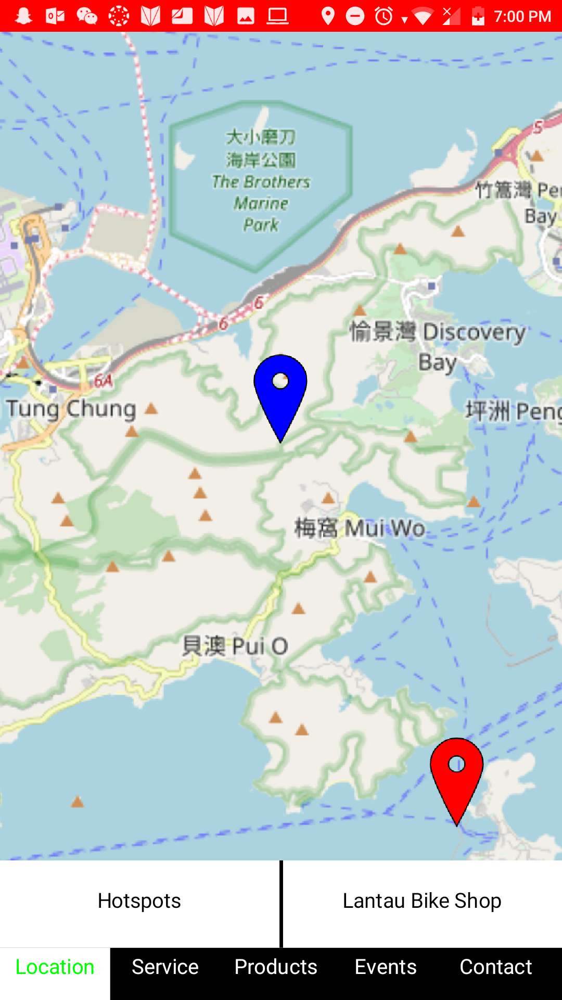 7:00 PM
5
大小磨刀
海岸公園
The Brothers
Marine
Park
竹篙灣 Pe
Bay
6
6
愉景灣 Discovery
Bay
6A
Tung Chung
坪洲 Peng
梅窩 Mui Wo
貝澳 Pui O
Hotspots
Lantau Bike Shop
Location
Service
Products
Events
Contact